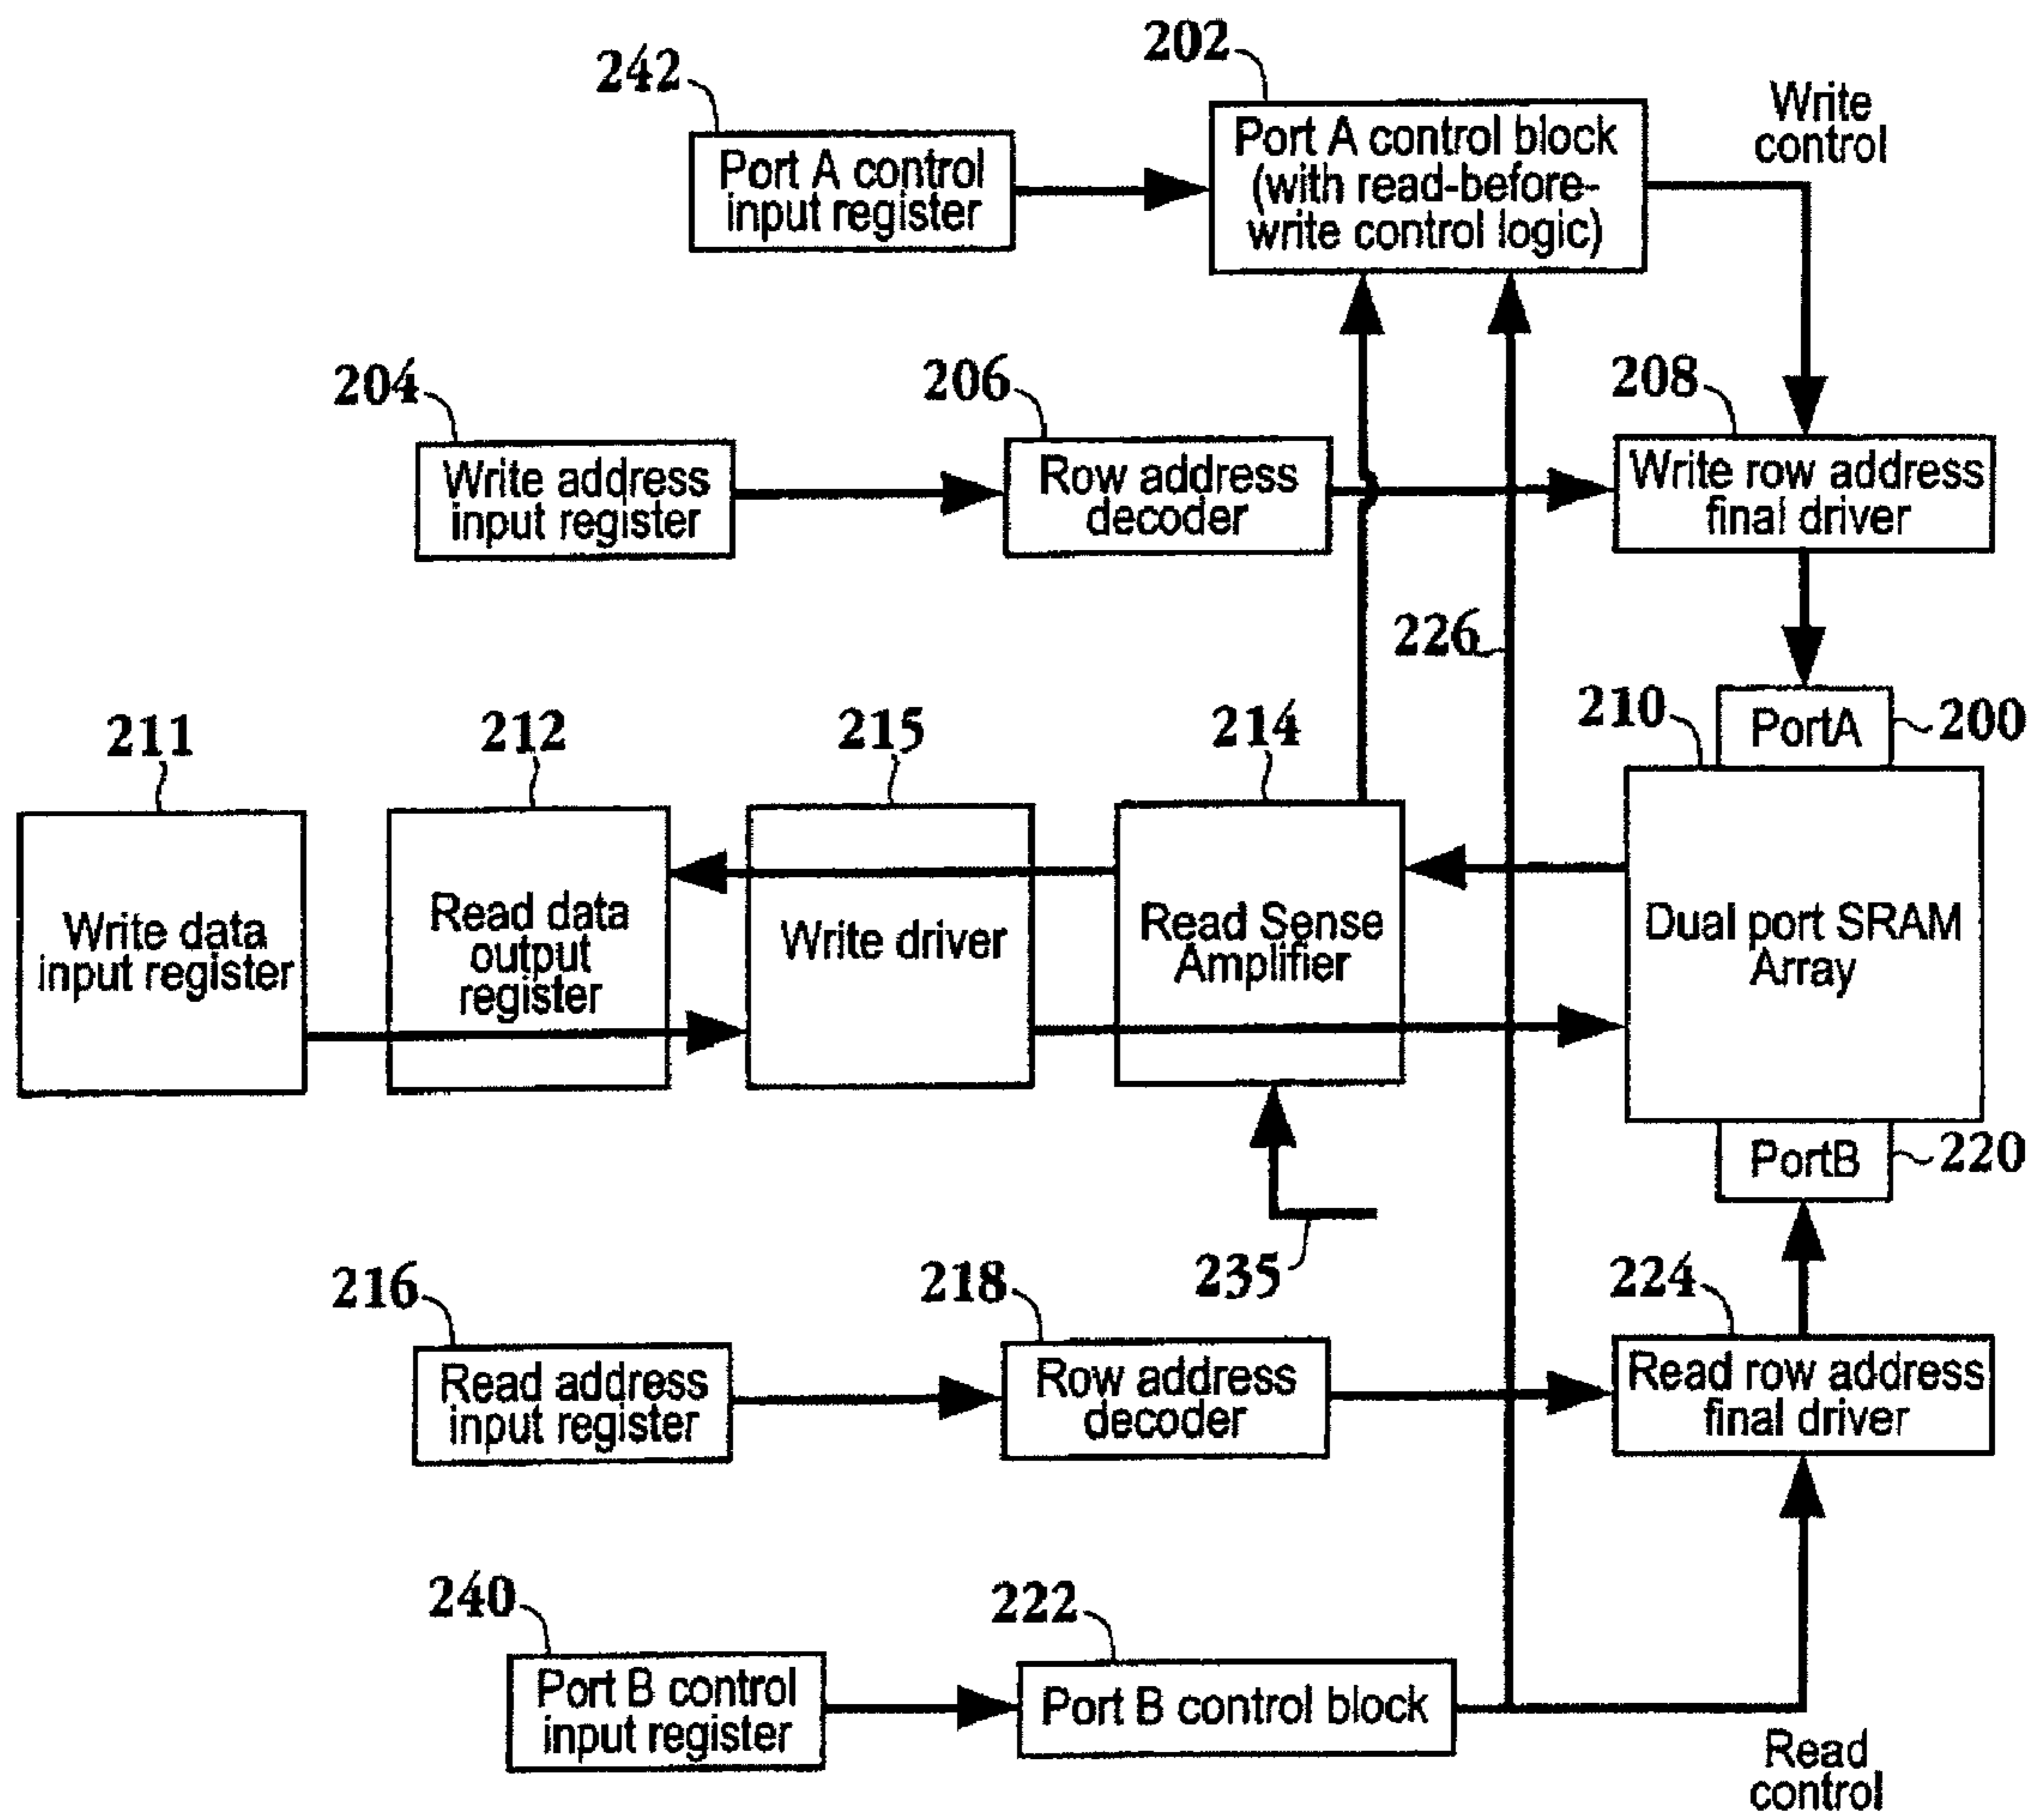 202
242
Write
control
Port A control block
(with read-before-
write control logic)
Port A control
input register
204
206
208
Write address
input register
Row address
decoder
Write row address
final driver
226
211
212
215
214
210
PortA
200
Write data
input register
Read data
output
register
Write driver
Read Sense
Amplifier
Dual port SRAM
Array
PortB
220
235
216
218
224
Read address
input register
Row address
decoder
Read row address
final driver
240
222
Port B control
input register
Port B control block
Read
control